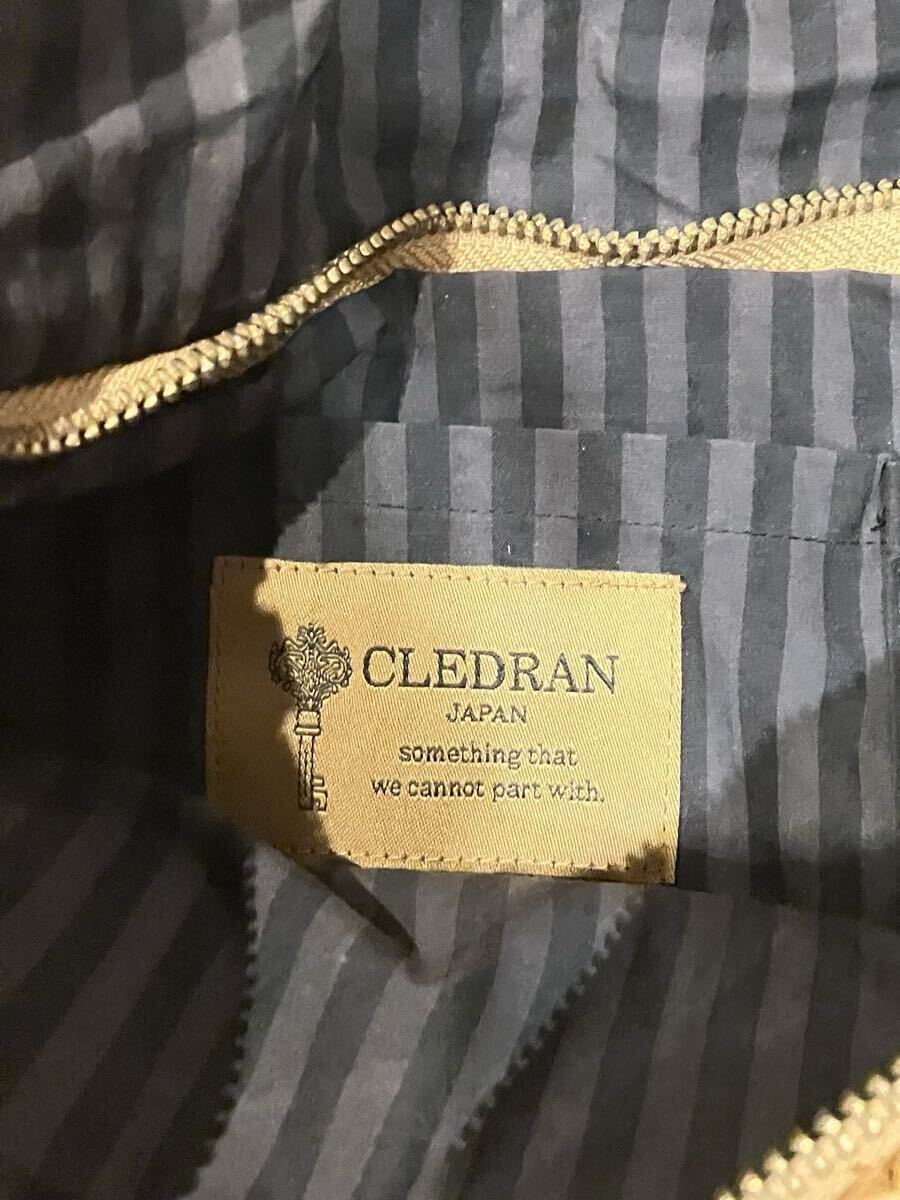 CLEDRAN
JAPAN
something that
we cannot part with.